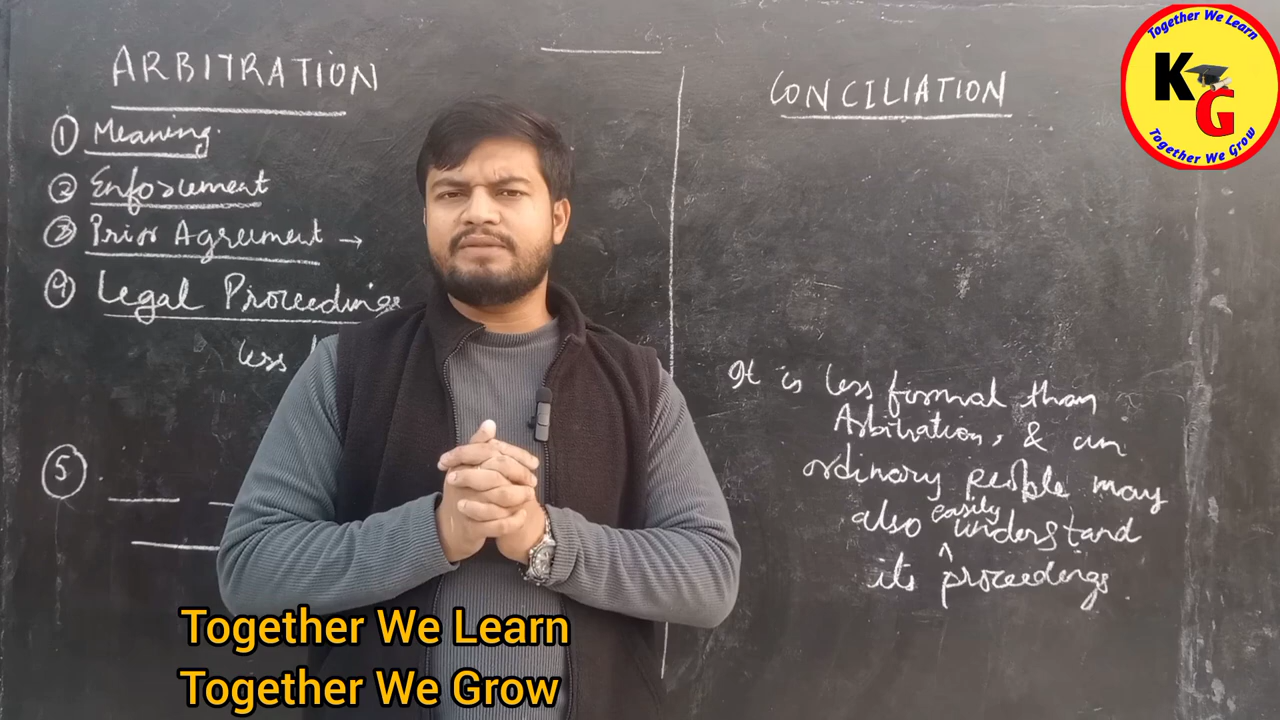 ARBITRATION
① Meaning.
② Enforcement
③ Prior Agreement →
④ Legal Proceedings
less
⑤.
CONCILIATION
It is less formal than
Arbitration, & an
ordinary people may
also easily understand
its proceedings.
Together We Learn
KG
Together We Grow
Together We Learn
Together We Grow